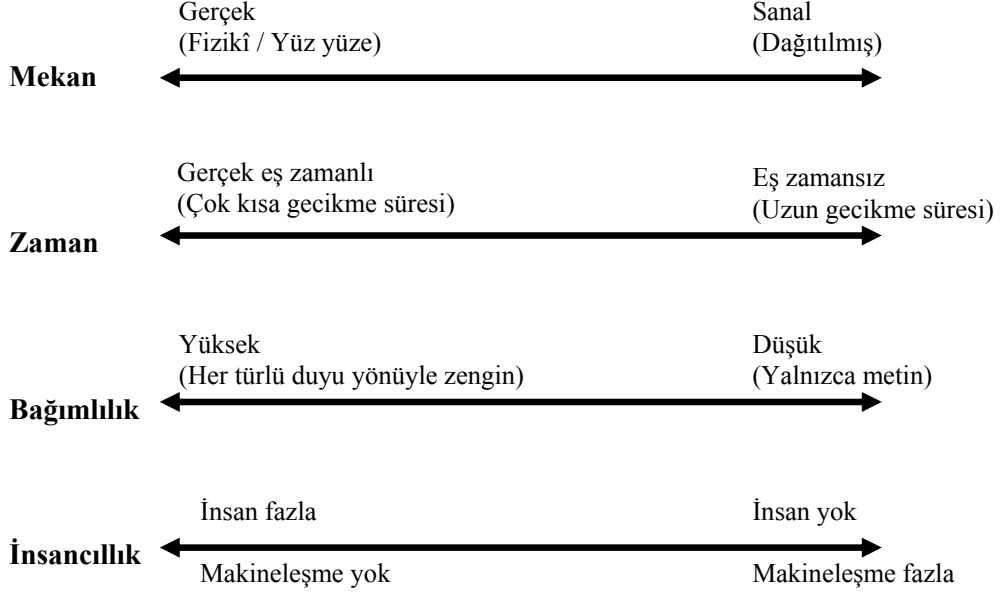 Gerçek
(Fizikî / Yüz yüze)
Sanal
(Dağıtılmış)
Mekan
Gerçek eş zamanlı
(Çok kısa gecikme süresi)
Eş zamansız
(Uzun gecikme süresi)
Zaman
Yüksek
(Her türlü duyu yönüyle zengin)
Düşük
(Yalnızca metin)
Bağımlılık
İnsan fazla
İnsan yok
İnsancıllık
Makineleşme yok
Makineleşme fazla